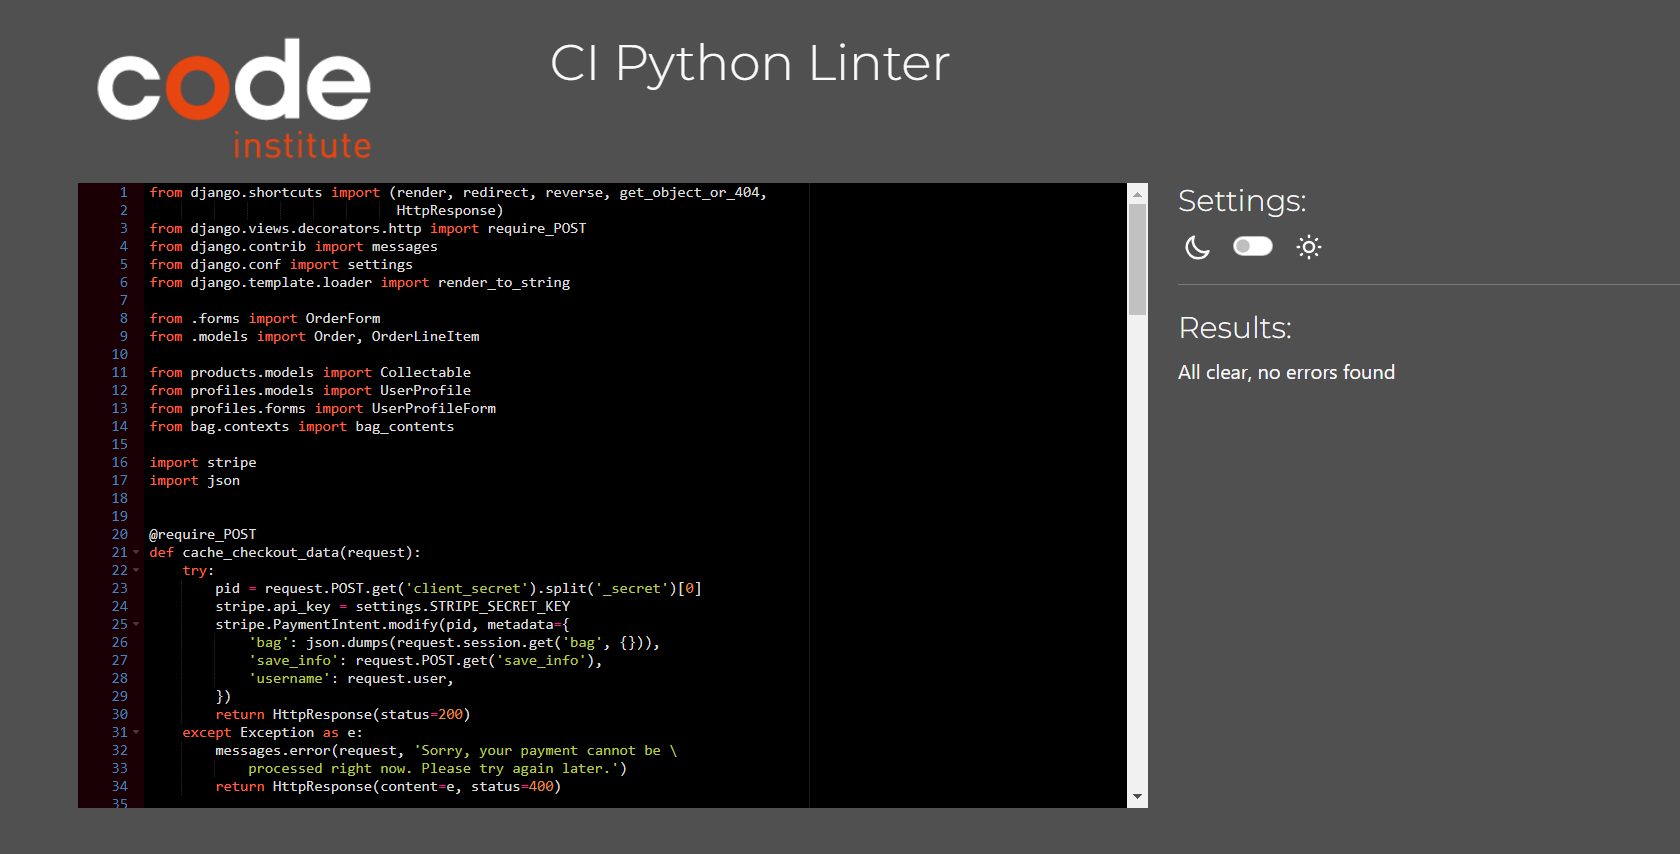 code
institute
CI Python Linter
1 from django.shortcuts import (render, redirect, reverse, get_object_or_404,
2                               HttpResponse)
3 from django.views.decorators.http import require_POST
4 from django.contrib import messages
5 from django.conf import settings
6 from django.template.loader import render_to_string
7
8 from .forms import OrderForm
9 from .models import Order, OrderLineItem
10
11 from products.models import Collectable
12 from profiles.models import UserProfile
13 from profiles.forms import UserProfileForm
14 from bag.contexts import bag_contents
15
16 import stripe
17 import json
18
19
20 @require_POST
21 def cache_checkout_data(request):
22     try:
23         pid = request.POST.get('client_secret').split('_secret')[0]
24         stripe.api_key = settings.STRIPE_SECRET_KEY
25         stripe.PaymentIntent.modify(pid, metadata={
26             'bag': json.dumps(request.session.get('bag', {})),
27             'save_info': request.POST.get('save_info'),
28             'username': request.user,
29         })
30         return HttpResponse(status=200)
31     except Exception as e:
32         messages.error(request, 'Sorry, your payment cannot be \
33             processed right now. Please try again later.')
34         return HttpResponse(content=e, status=400)
35
Settings:
Results:
All clear, no errors found